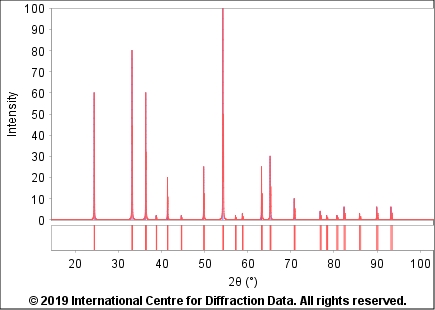 100
90
80
70
60
50
40
30
20
10
0
Intensity
20 30 40 50 60 70 80 90 100
2θ (°)
© 2019 International Centre for Diffraction Data. All rights reserved.